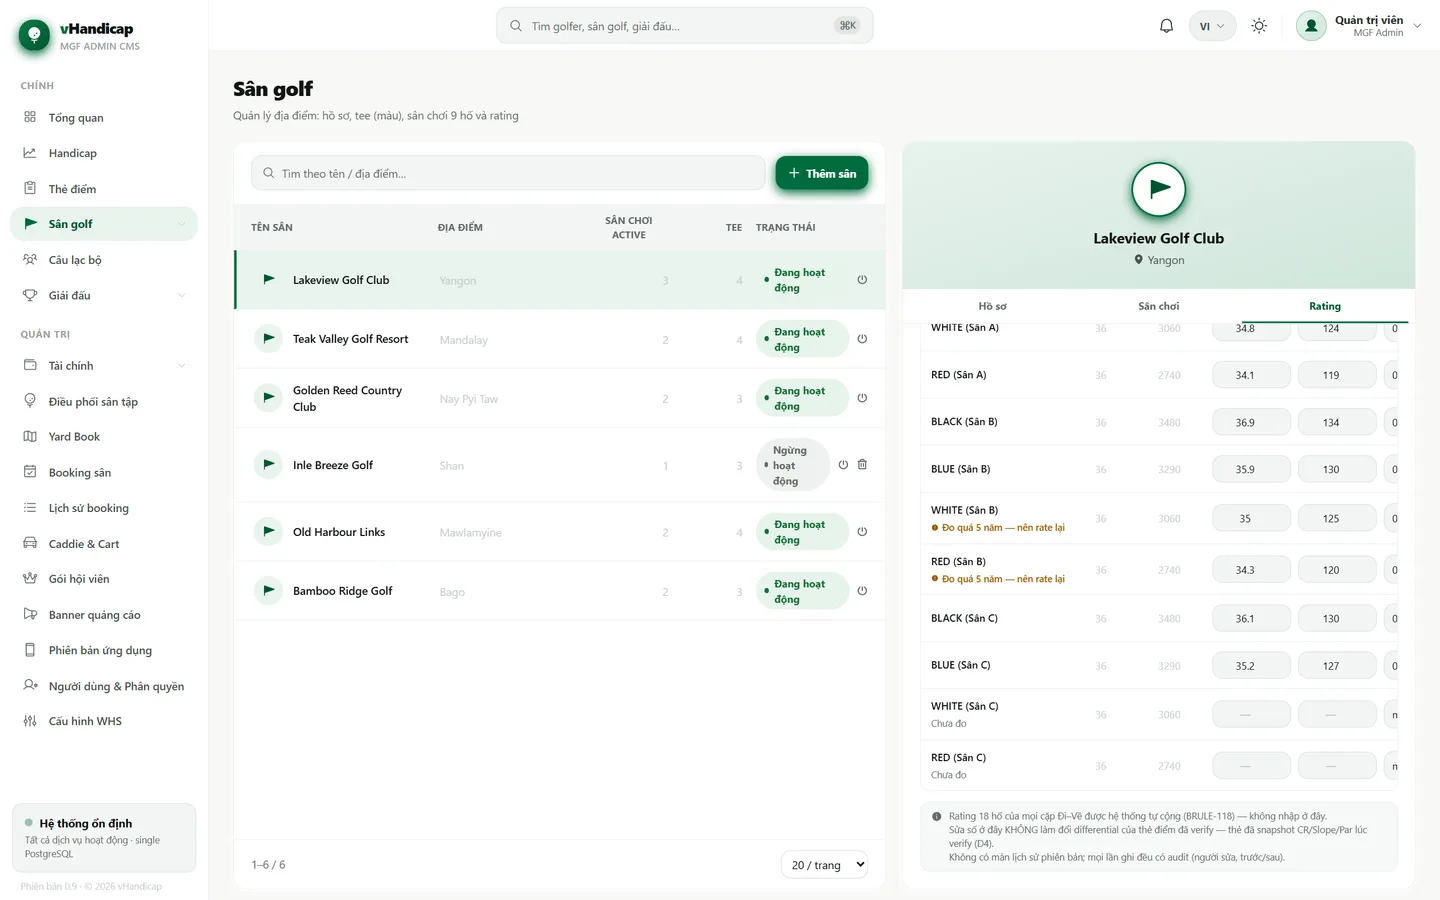 vHandicap
MGF ADMIN CMS
CHÍNH
Tổng quan
Handicap
Thẻ điểm
Sân golf
Câu lạc bộ
Giải đấu
QUẢN TRỊ
Tài chính
Điều phối sân tập
Yard Book
Booking sân
Lịch sử booking
Caddie & Cart
Gói hội viên
Banner quảng cáo
Phiên bản ứng dụng
Người dùng & Phân quyền
Cấu hình WHS
Hệ thống ổn định
Tất cả dịch vụ hoạt động · single
PostgreSQL
Phiên bản 0.9 · © 2026 vHandicap
Tìm golfer, sân golf, giải đấu... ⌘K
VI
Quản trị viên
MGF Admin
Sân golf
Quản lý địa điểm: hồ sơ, tee (màu), sân chơi 9 hố và rating
Tìm theo tên / địa điểm...
+ Thêm sân
TÊN SÂN ĐỊA ĐIỂM SÂN CHƠI ACTIVE TEE TRẠNG THÁI
Lakeview Golf Club Yangon 3 4 Đang hoạt động
Teak Valley Golf Resort Mandalay 2 4 Đang hoạt động
Golden Reed Country Club Nay Pyi Taw 2 3 Đang hoạt động
Inle Breeze Golf Shan 1 3 Ngừng hoạt động
Old Harbour Links Mawlamyine 2 4 Đang hoạt động
Bamboo Ridge Golf Bago 2 3 Đang hoạt động
1–6 / 6
20 / trang
Lakeview Golf Club
Yangon
Hồ sơ Sân chơi Rating
WHITE (Sân A) 36 3060 34.8 124 0
RED (Sân A) 36 2740 34.1 119 0
BLACK (Sân B) 36 3480 36.9 134 0
BLUE (Sân B) 36 3290 35.9 130 0
WHITE (Sân B) 36 3060 35 125 0
Đo quá 5 năm — nên rate lại
RED (Sân B) 36 2740 34.3 120 0
Đo quá 5 năm — nên rate lại
BLACK (Sân C) 36 3480 36.1 130 0
BLUE (Sân C) 36 3290 35.2 127 0
WHITE (Sân C) 36 3060 — — n
Chưa đo
RED (Sân C) 36 2740 — — n
Chưa đo
Rating 18 hố của mọi cặp Đi–Về được hệ thống tự cộng (BRULE-118) — không nhập ở đây.
Sửa số ở đây KHÔNG làm đổi differential của thẻ điểm đã verify — thẻ đã snapshot CR/Slope/Par lúc
verify (D4).
Không có màn lịch sử phiên bản; mọi lần ghi đều có audit (người sửa, trước/sau).